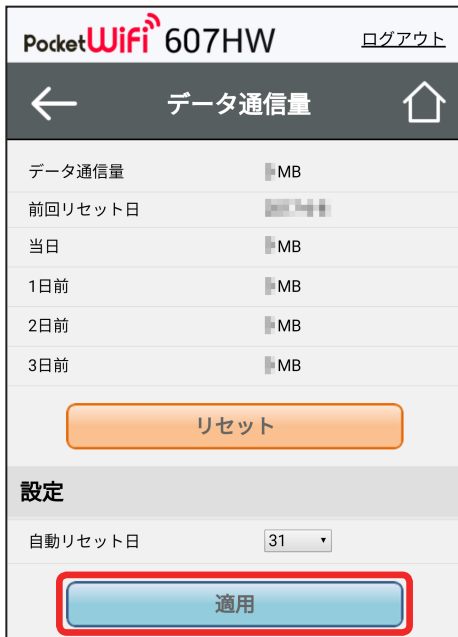 PocketWiFi 607HW ログアウト
データ通信量
データ通信量 MB
前回リセット日
当日 MB
1日前 MB
2日前 MB
3日前 MB
リセット
設定
自動リセット日 31
適用